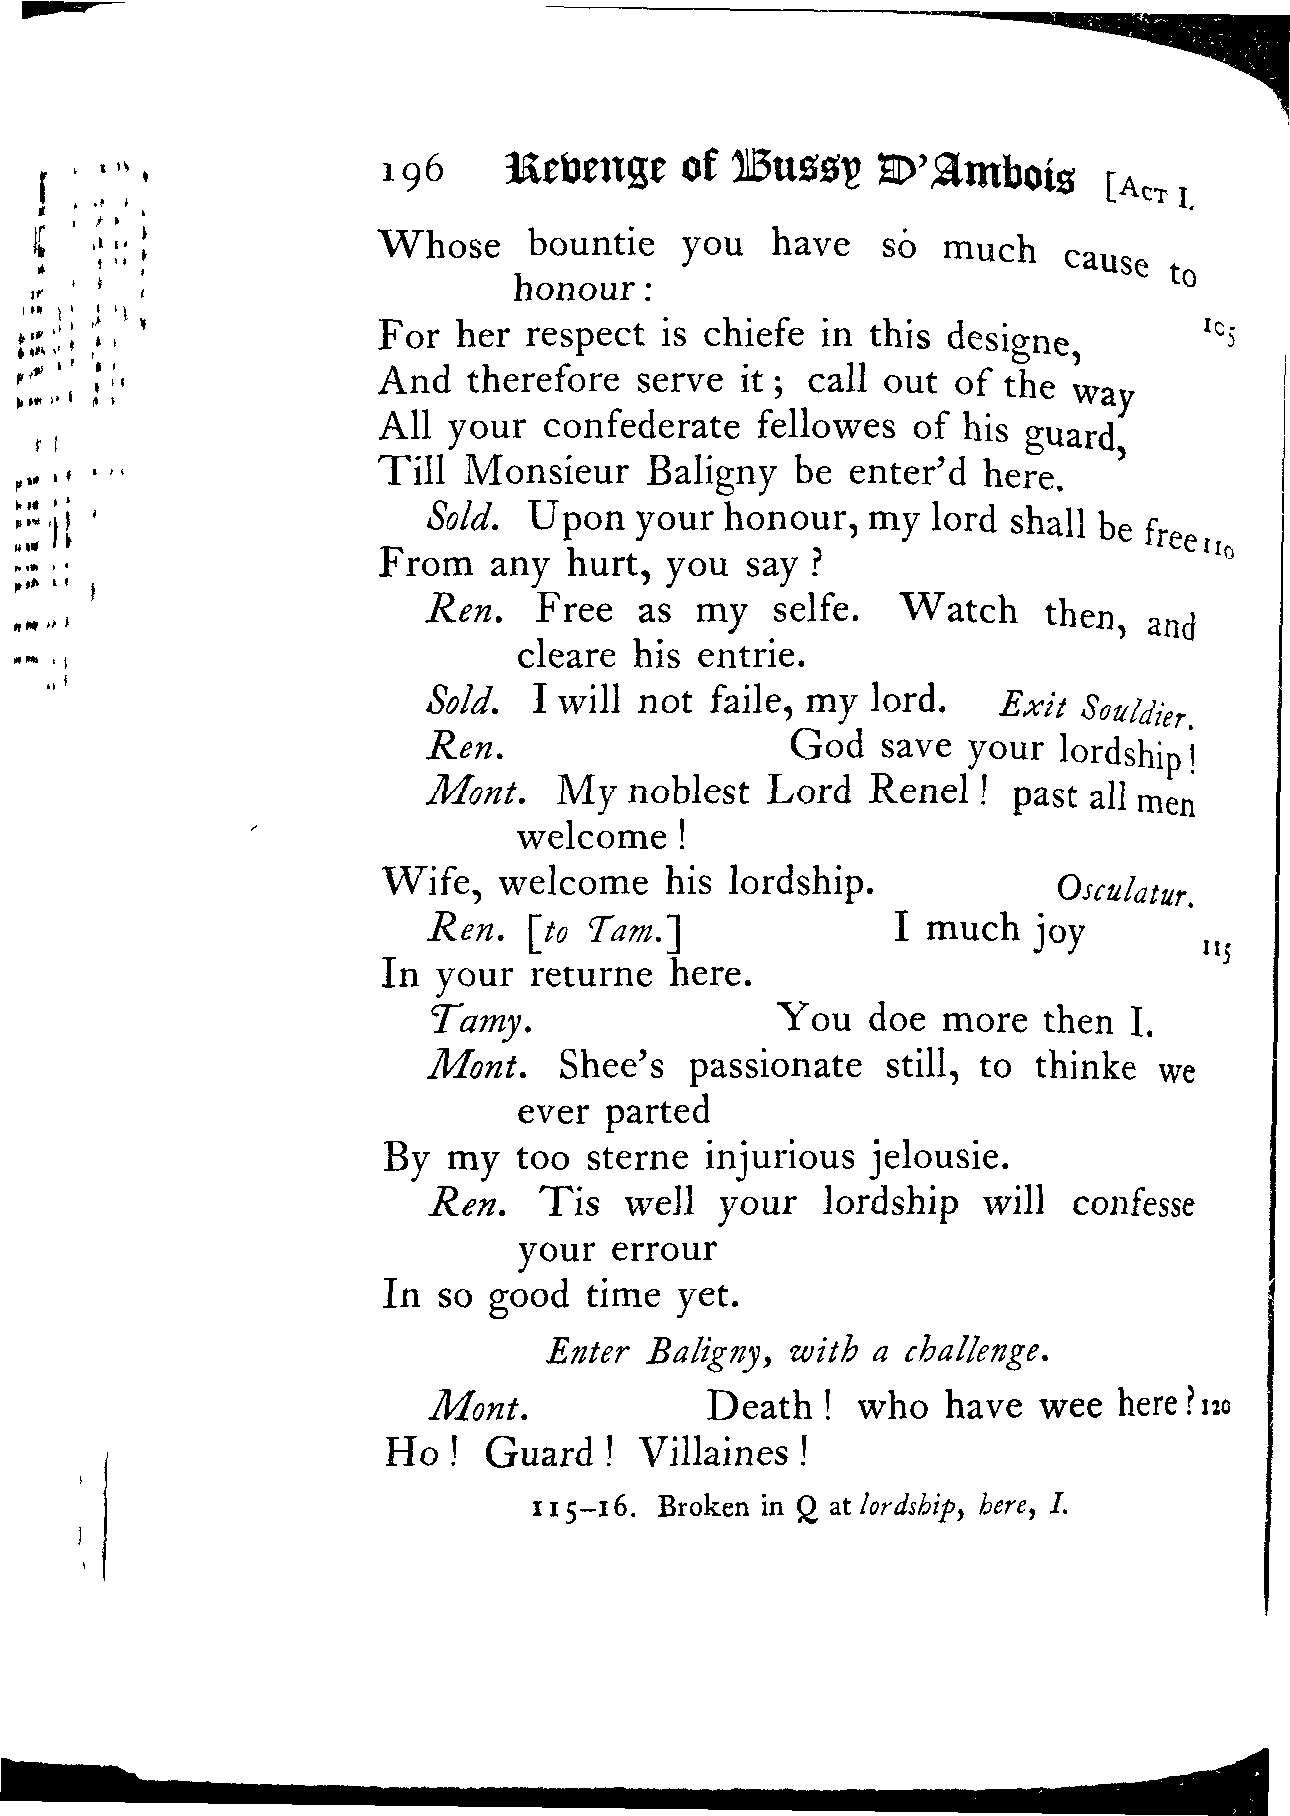 196 Revenge of Bussy D'Ambois [ACT I.
Whose bountie you have so much cause to
honour:
For her respect is chiefe in this designe, 105
And therefore serve it; call out of the way
All your confederate fellowes of his guard,
Till Monsieur Baligny be enter'd here.
Sold. Upon your honour, my lord shall be free 110
From any hurt, you say?
Ren. Free as my selfe. Watch then, and
cleare his entrie.
Sold. I will not faile, my lord. Exit Souldier.
Ren. God save your lordship!
Mont. My noblest Lord Renel! past all men
welcome!
Wife, welcome his lordship. Osculatur.
Ren. [to Tam.] I much joy 115
In your returne here.
Tamy. You doe more then I.
Mont. Shee's passionate still, to thinke we
ever parted
By my too sterne injurious jelousie.
Ren. Tis well your lordship will confesse
your errour
In so good time yet.
Enter Baligny, with a challenge.
Mont. Death! who have wee here? 120
Ho! Guard! Villaines!
115-16. Broken in Q at lordship, here, I.